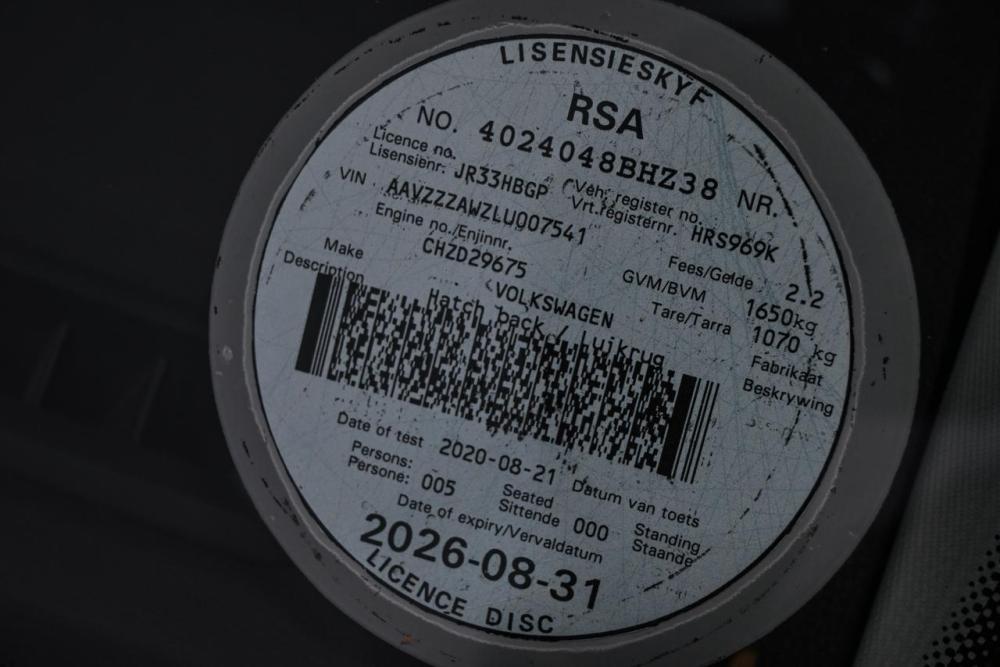 LISENSIESKYF
RSA
NO. 4024048BHZ38 NR.
Licence no. JR33HBGP Veh. register no. HRS969K
Lisensienr. Vrt.registernr.
VIN AAVZZZAWZLU007541 Fees/Gelde 2.2
Engine no./Enjinnr. GVM/BVM 1650kg
CHZD29675 Tare/Tarra 1070 kg
Make VOLKSWAGEN Fabrikaat
Description Hatch back / Luikrug Beskrywing
Date of test 2020-08-21 Datum van toets
Persons: 005 Seated 000 Standing
Persone: Sittende Staande
Date of expiry/Vervaldatum
2026-08-31
LICENCE DISC